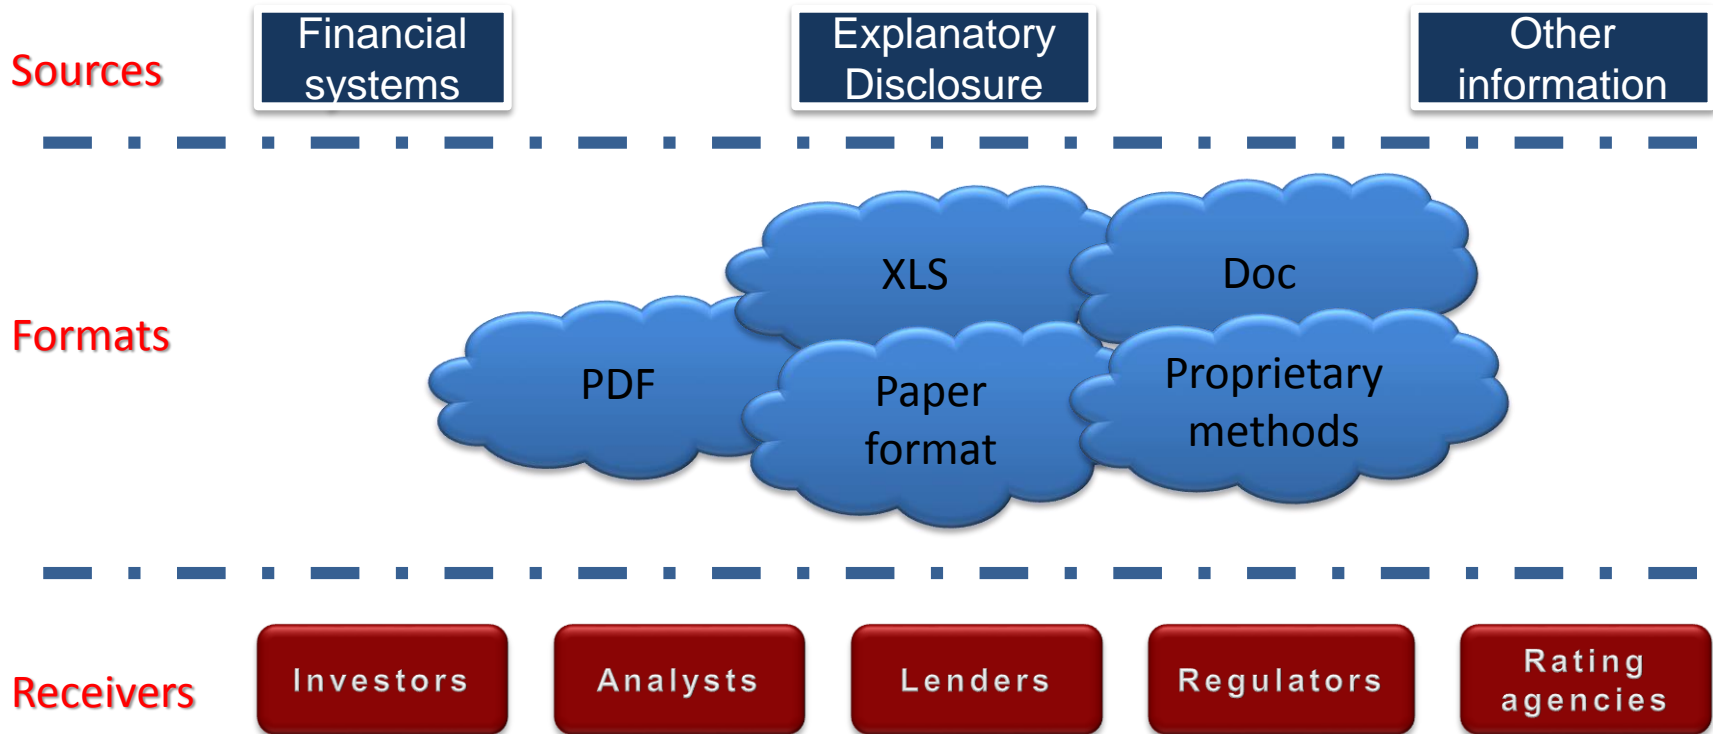 Sources
Financial
systems
Explanatory
Disclosure
Other
information
Formats
XLS
Doc
PDF
Paper
format
Proprietary
methods
Receivers
Investors
Analysts
Lenders
Regulators
Rating
agencies